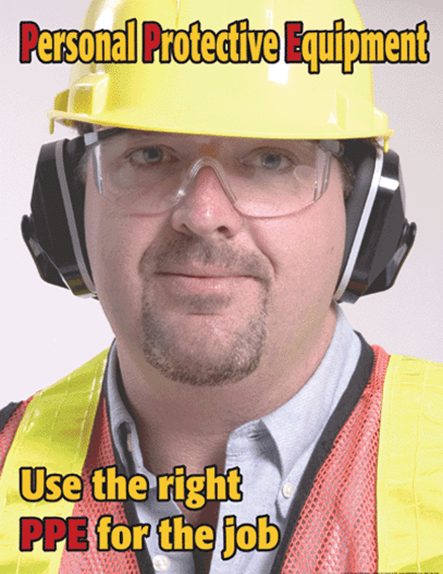 Personal Protective Equipment
Use the right
PPE for the job